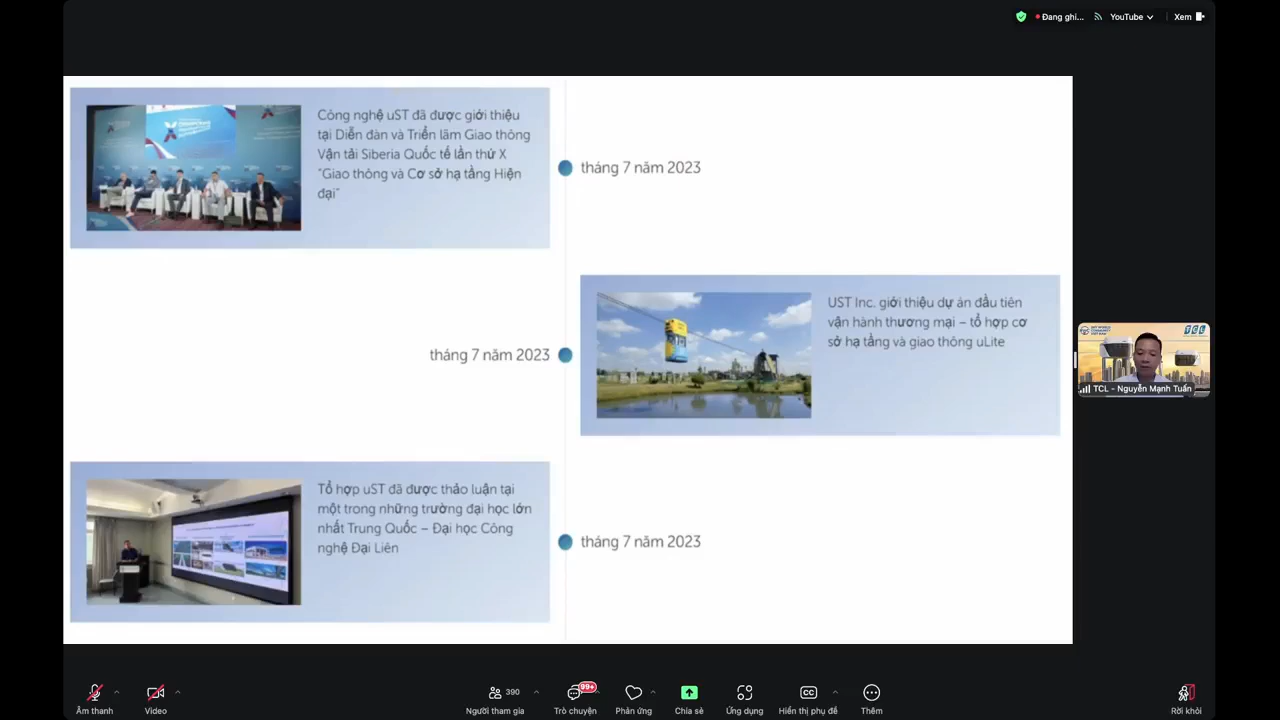 Đang ghi...
YouTube
Xem
Công nghệ uST đã được giới thiệu
tại Diễn đàn và Triển lãm Giao thông
Vận tải Siberia Quốc tế lần thứ X
"Giao thông và Cơ sở hạ tầng Hiện
đại"
tháng 7 năm 2023
UST Inc. giới thiệu dự án đầu tiên
vận hành thương mại – tổ hợp cơ
sở hạ tầng và giao thông uLite
tháng 7 năm 2023
TCL
TCL - Nguyễn Mạnh Tuấn
Tổ hợp uST đã được thảo luận tại
một trong những trường đại học lớn
nhất Trung Quốc – Đại học Công
nghệ Đại Liên
tháng 7 năm 2023
390
99+
CC
Âm thanh
Video
Người tham gia
Trò chuyện
Phản ứng
Chia sẻ
Ứng dụng
Hiển thị phụ đề
Thêm
Rời khỏi